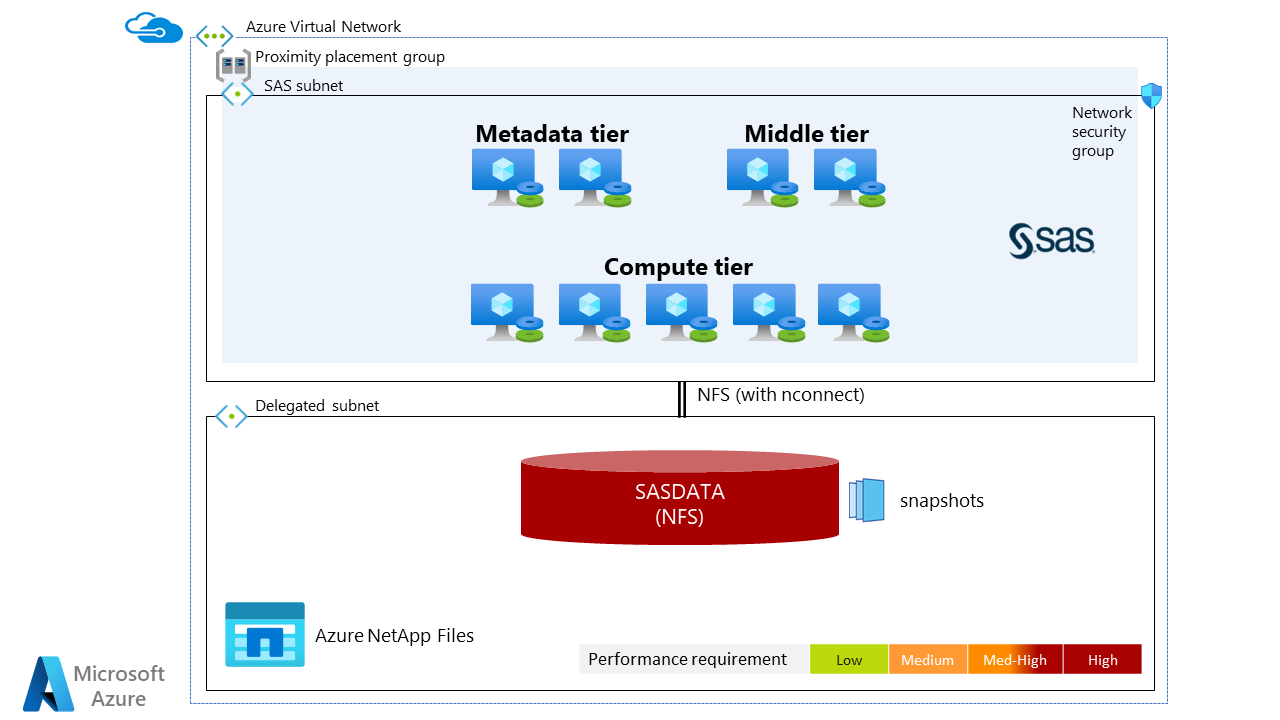 Azure Virtual Network
Proximity placement group
SAS subnet
Network
security
group
Metadata tier
Middle tier
sas
Compute tier
NFS (with nconnect)
Delegated subnet
SASDATA
(NFS)
snapshots
Azure NetApp Files
Performance requirement
Low
Medium
Med-High
High
Microsoft
Azure